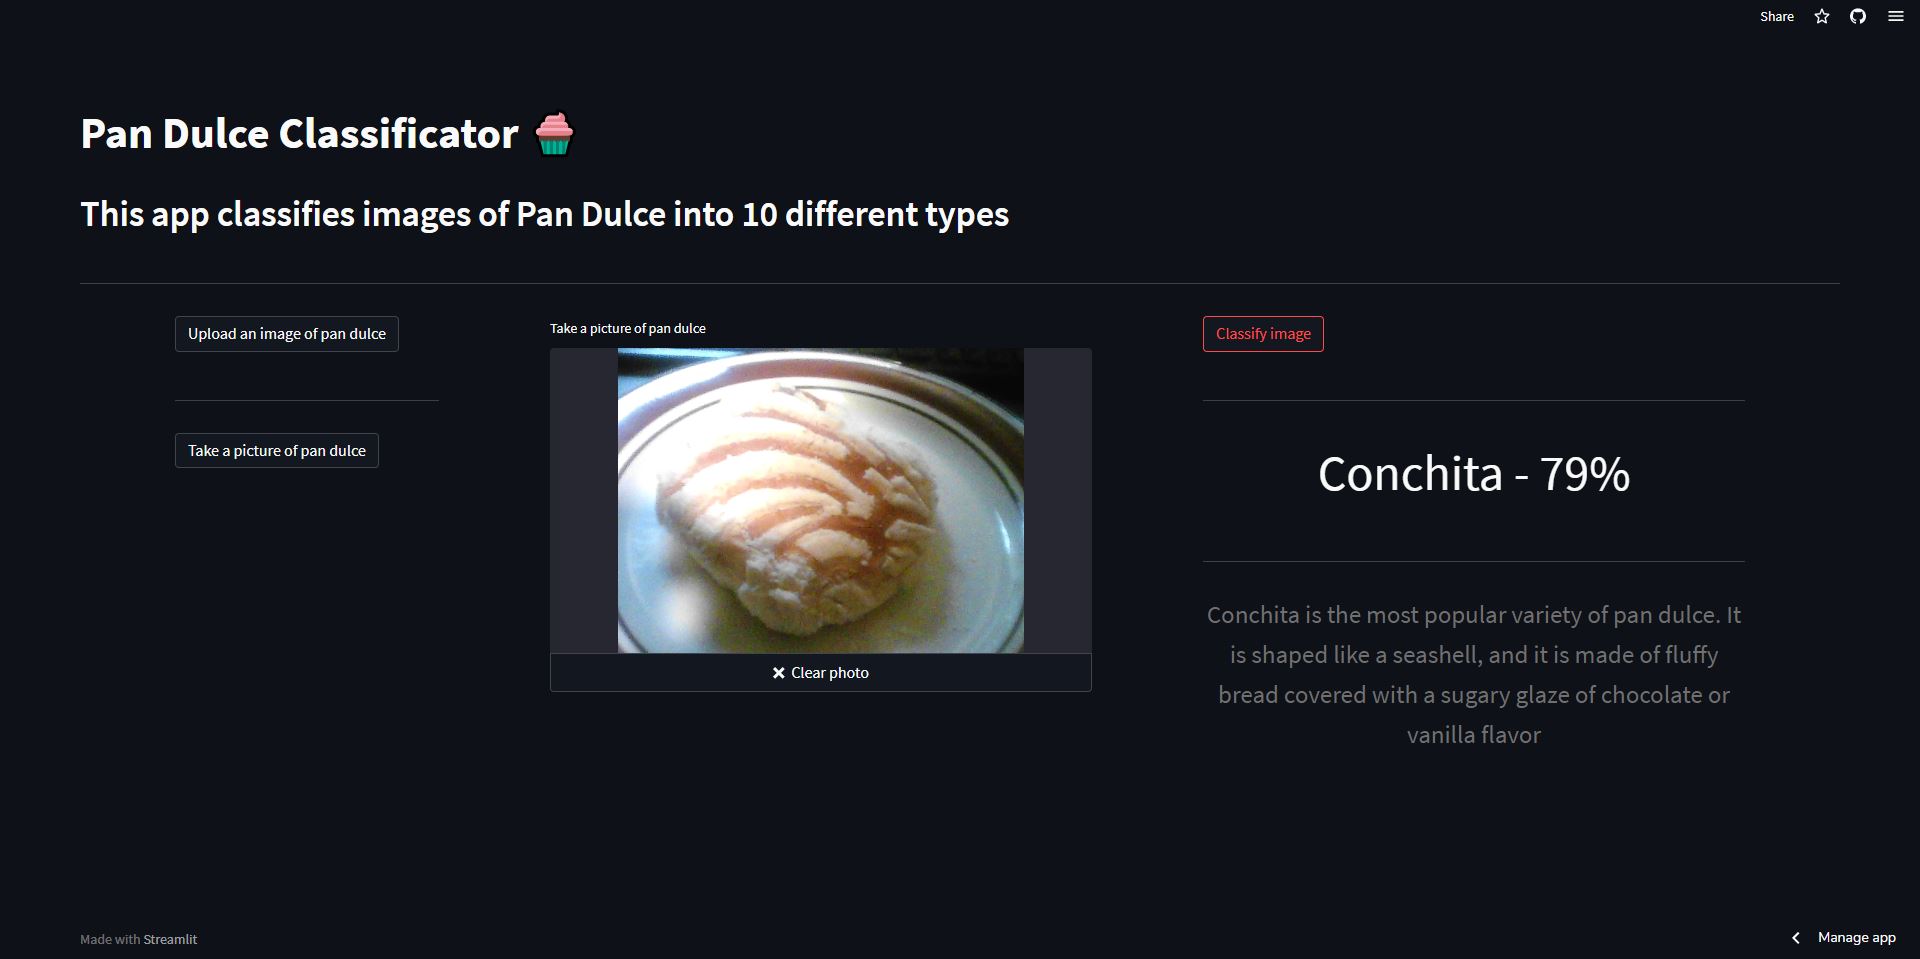 Share
Pan Dulce Classificator
This app classifies images of Pan Dulce into 10 different types
Upload an image of pan dulce
Take a picture of pan dulce
Take a picture of pan dulce
Clear photo
Classify image
Conchita - 79%
Conchita is the most popular variety of pan dulce. It
is shaped like a seashell, and it is made of fluffy
bread covered with a sugary glaze of chocolate or
vanilla flavor
Made with Streamlit
Manage app